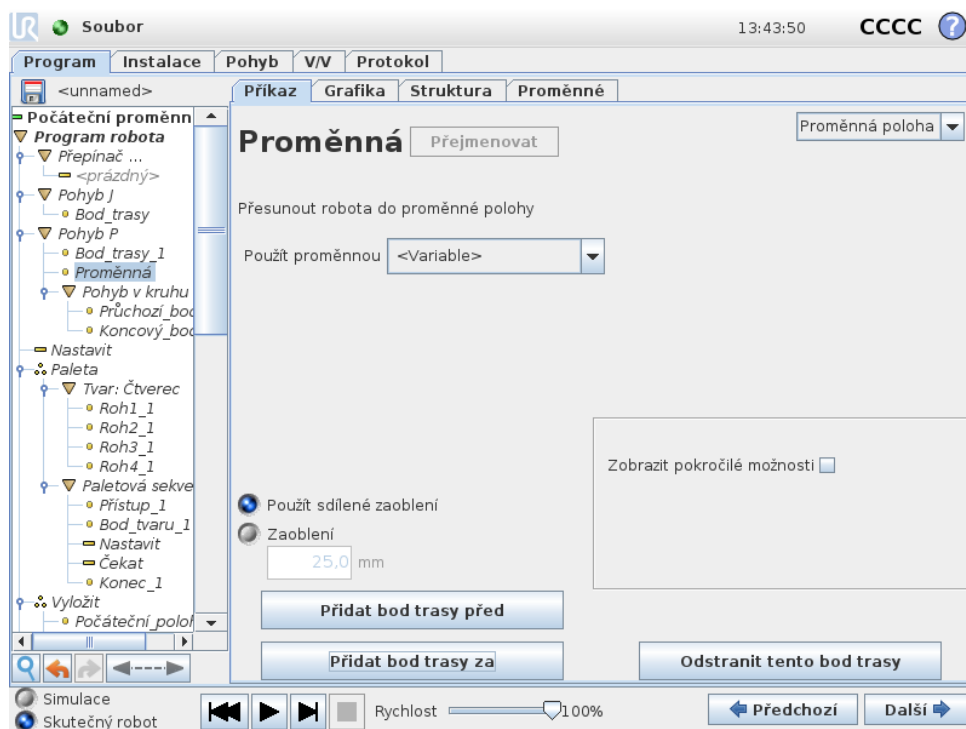 UR Soubor 13:43:50 CCCC ?
Program Instalace Pohyb V/V Protokol
<unnamed>
Příkaz Grafika Struktura Proměnné
Počáteční proměnn
Program robota
Přepínač ...
<prázdný>
Pohyb J
Bod_trasy
Pohyb P
Bod_trasy_1
Proměnná
Pohyb v kruhu
Průchozí_bod
Koncový_bod
Nastavit
Paleta
Tvar: Čtverec
Roh1_1
Roh2_1
Roh3_1
Roh4_1
Paletová sekve
Přístup_1
Bod_tvaru_1
Nastavit
Čekat
Konec_1
Vyložit
Počáteční_poloh
Proměnná Přejmenovat
Proměnná poloha
Přesunout robota do proměnné polohy
Použít proměnnou <Variable>
Zobrazit pokročilé možnosti
Použít sdílené zaoblení
Zaoblení
25,0 mm
Přidat bod trasy před
Přidat bod trasy za
Odstranit tento bod trasy
Simulace
Skutečný robot
Rychlost 100%
Předchozí Další